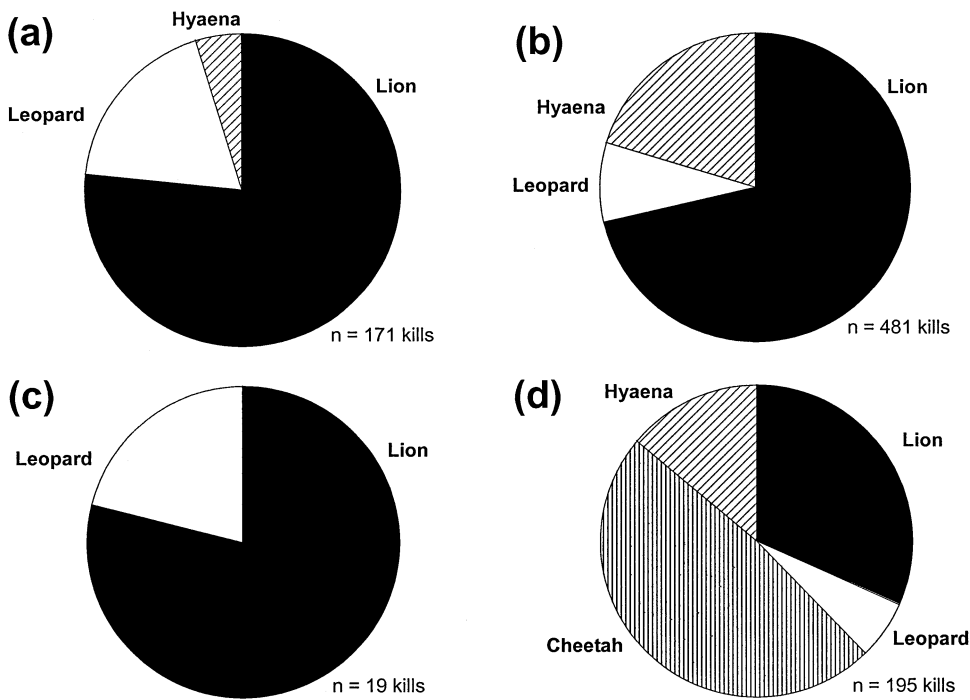 (a)
Hyaena
Lion
Leopard
n = 171 kills
(b)
Hyaena
Lion
Leopard
n = 481 kills
(c)
Leopard
Lion
n = 19 kills
(d)
Hyaena
Lion
Cheetah
Leopard
n = 195 kills